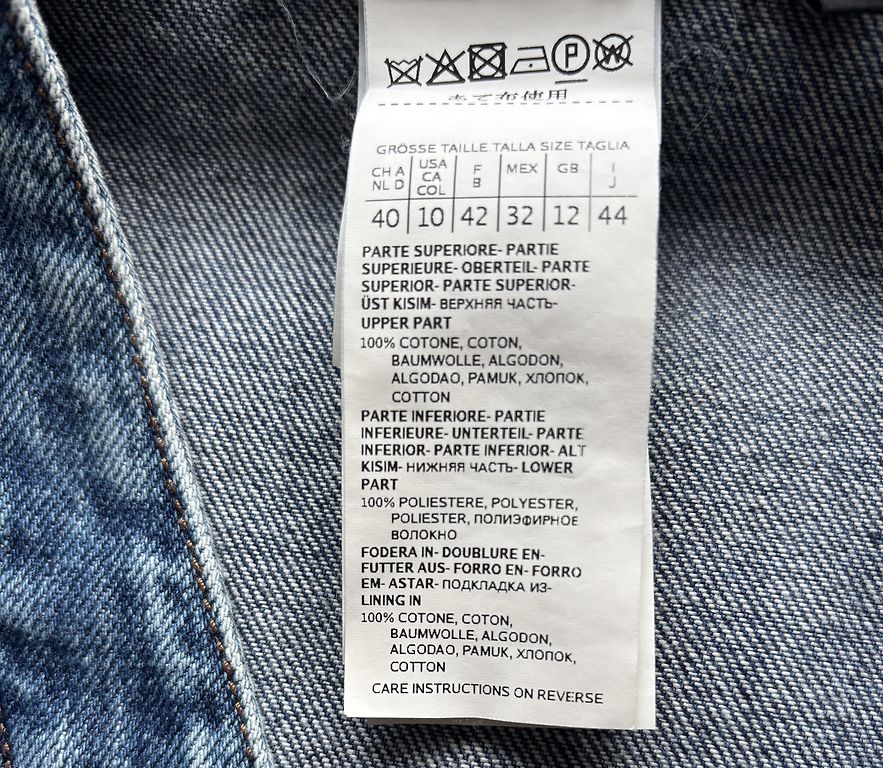 GRÖSSE TAILLE TALLA SIZE TAGLIA
CH A USA F MEX GB I
NL D CA B J
COL
40 10 42 32 12 44
PARTE SUPERIORE- PARTIE
SUPERIEURE- OBERTEIL- PARTE
SUPERIOR- PARTE SUPERIOR-
ÜST KISIM- ВЕРХНЯЯ ЧАСТЬ-
UPPER PART
100% COTONE, COTON,
BAUMWOLLE, ALGODON,
ALGODAO, PAMUK, ХЛОПОК,
COTTON
PARTE INFERIORE- PARTIE
INFERIEURE- UNTERTEIL- PARTE
INFERIOR- PARTE INFERIOR- ALT
KISIM- НИЖНЯЯ ЧАСТЬ- LOWER
PART
100% POLIESTERE, POLYESTER,
POLIESTER, ПОЛИЭФИРНОЕ
ВОЛОКНО
FODERA IN- DOUBLURE EN-
FUTTER AUS- FORRO EN- FORRO
EM- ASTAR- ПОДКЛАДКА ИЗ-
LINING IN
100% COTONE, COTON,
BAUMWOLLE, ALGODON,
ALGODAO, PAMUK, ХЛОПОК,
COTTON
CARE INSTRUCTIONS ON REVERSE